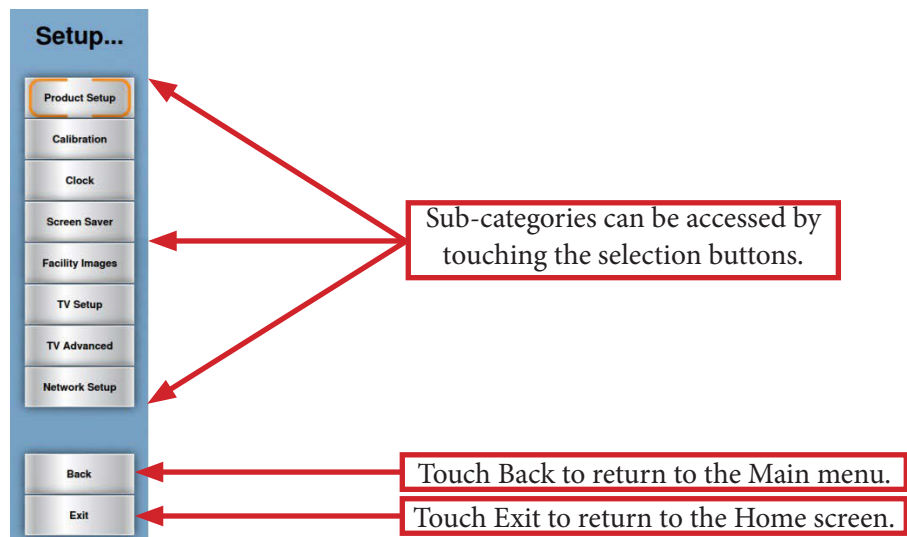 Setup...
Product Setup
Calibration
Clock
Screen Saver
Facility Images
TV Setup
TV Advanced
Network Setup
Back
Exit
Sub-categories can be accessed by
touching the selection buttons.
Touch Back to return to the Main menu.
Touch Exit to return to the Home screen.